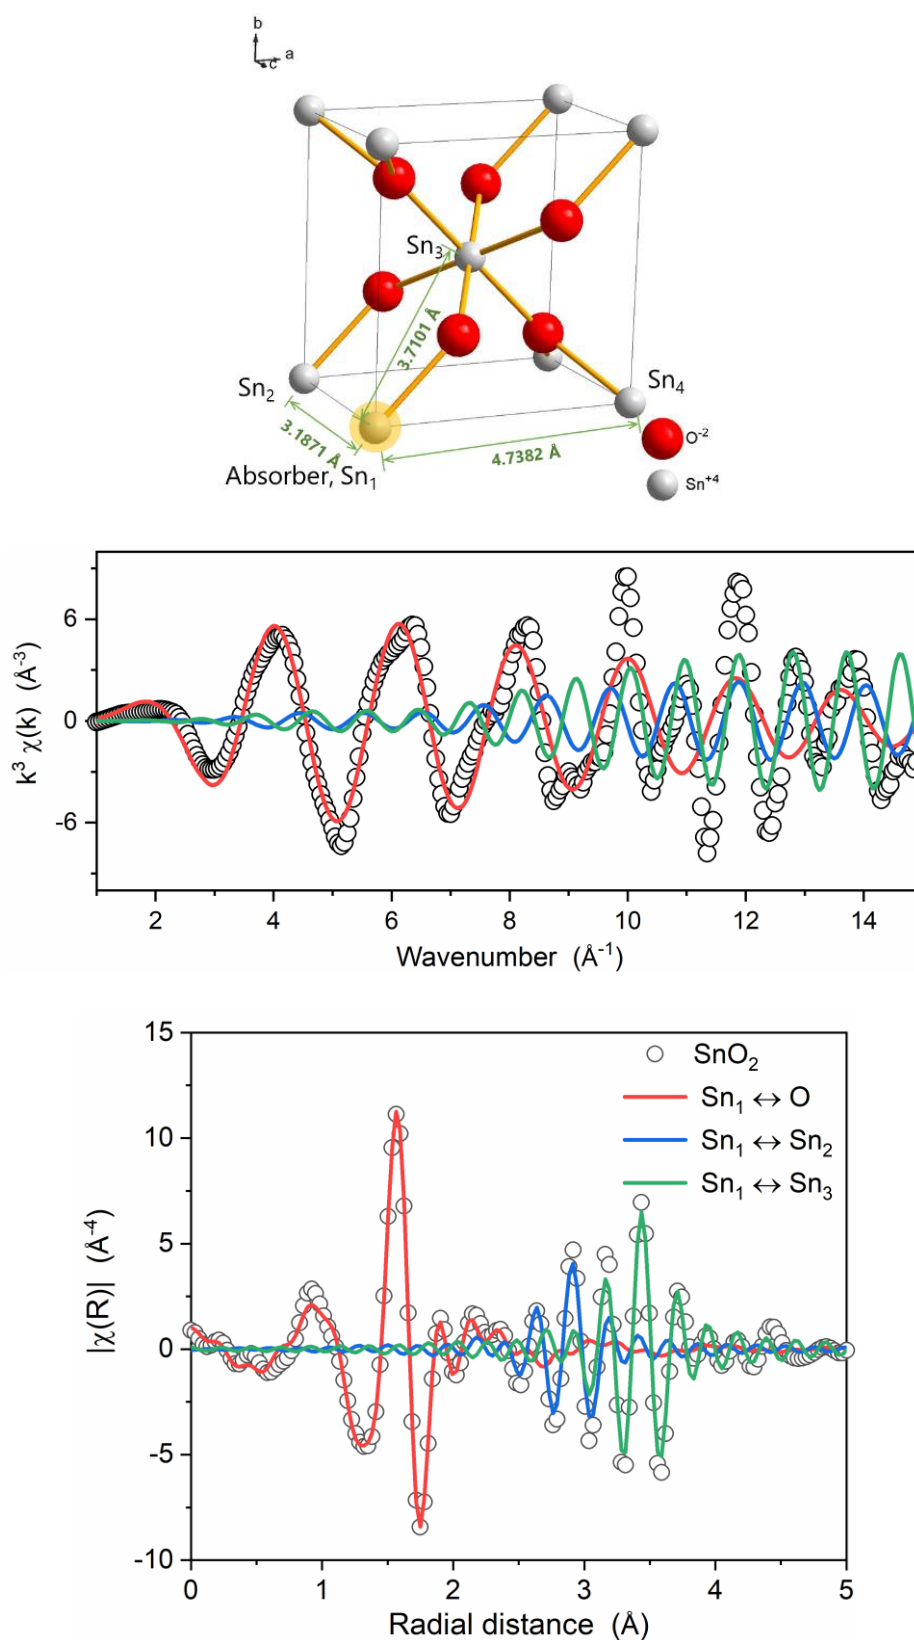 b
a
c
Sn3
3.7101 Å
Sn2
Sn4
3.1871 Å
4.7382 Å
O-2
Absorber, Sn1
Sn+4
6
0
-6
k3 χ(k) (Å-3)
2 4 6 8 10 12 14
Wavenumber (Å-1)
15
10
5
0
-5
-10
|χ(R)| (Å-4)
SnO2
Sn1 ↔ O
Sn1 ↔ Sn2
Sn1 ↔ Sn3
0 1 2 3 4 5
Radial distance (Å)